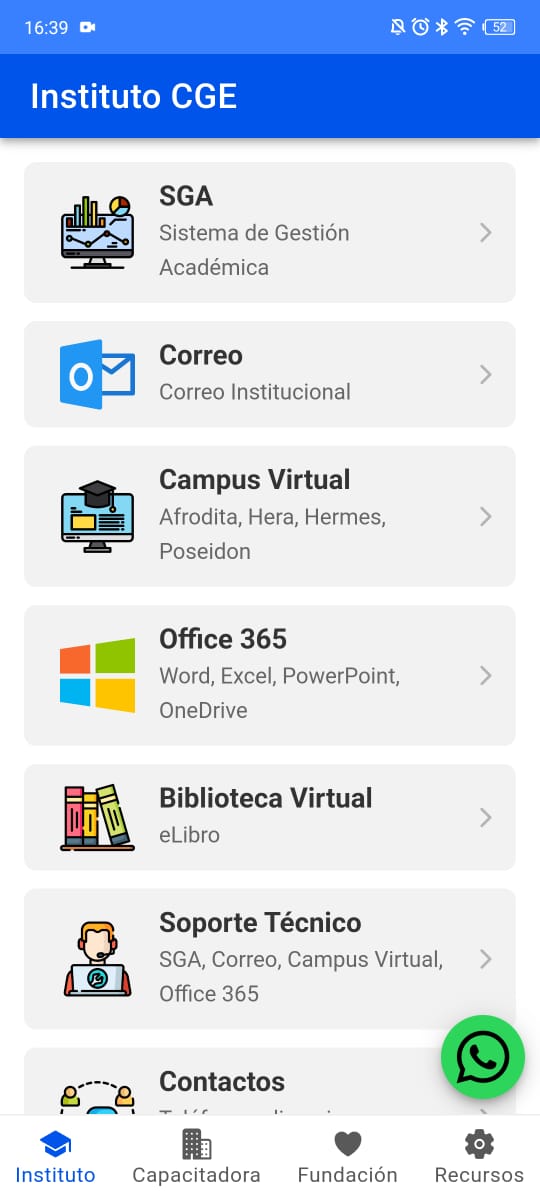 16:39
52
Instituto CGE
SGA
Sistema de Gestión
Académica
Correo
Correo Institucional
Campus Virtual
Afrodita, Hera, Hermes,
Poseidon
Office 365
Word, Excel, PowerPoint,
OneDrive
Biblioteca Virtual
eLibro
Soporte Técnico
SGA, Correo, Campus Virtual,
Office 365
Contactos
Instituto
Capacitadora
Fundación
Recursos